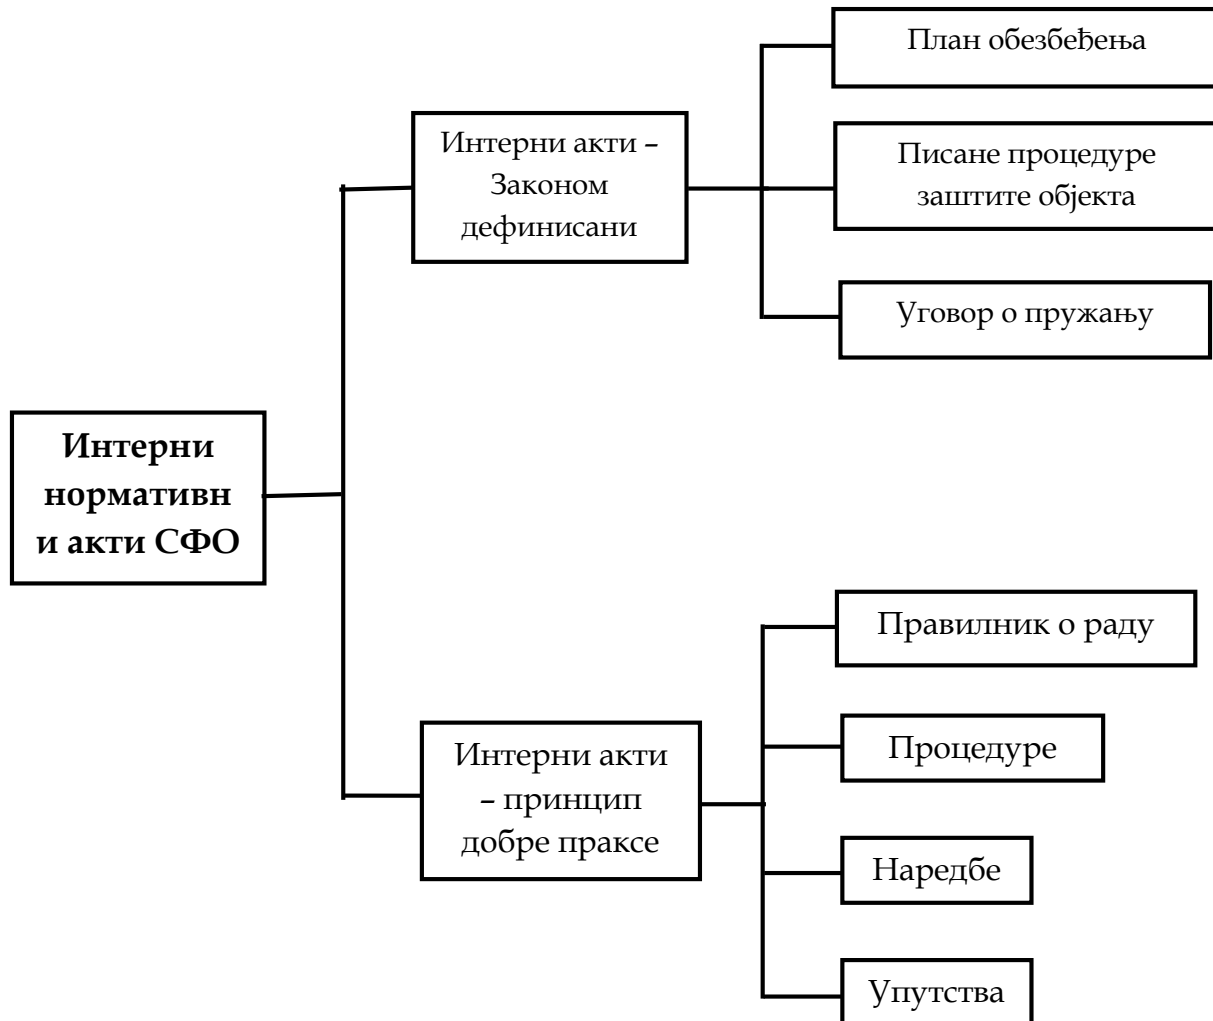 План обезбеђења
Интерни акти –
Законом
дефинисани
Писане процедуре
заштите објекта
Уговор о пружању
Интерни
нормативн
и акти СФО
Правилник о раду
Интерни акти
– принцип
добре праксе
Процедуре
Наредбе
Упутства